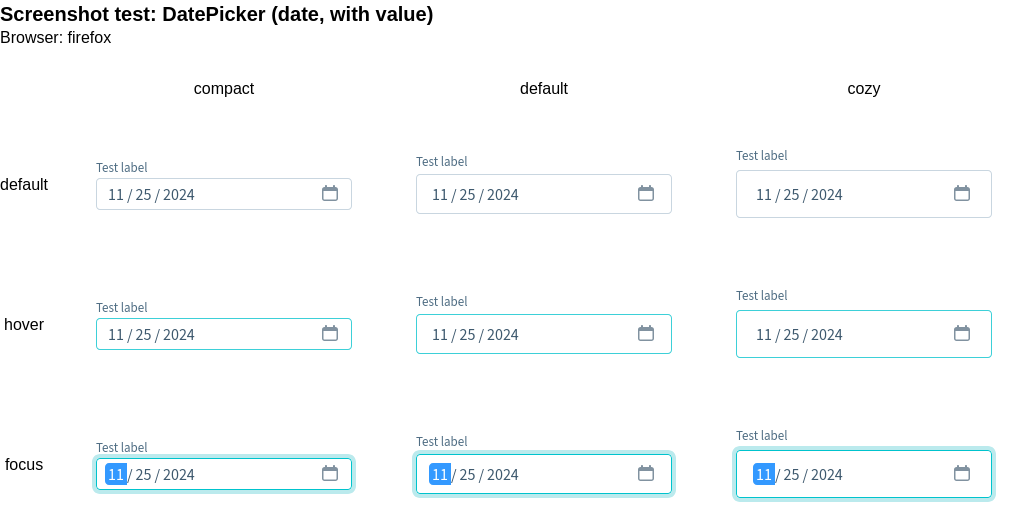 Screenshot test: DatePicker (date, with value)
Browser: firefox
compact default cozy
Test label Test label Test label
default 11 / 25 / 2024 11 / 25 / 2024 11 / 25 / 2024
Test label Test label Test label
hover 11 / 25 / 2024 11 / 25 / 2024 11 / 25 / 2024
Test label Test label Test label
focus 11 / 25 / 2024 11 / 25 / 2024 11 / 25 / 2024